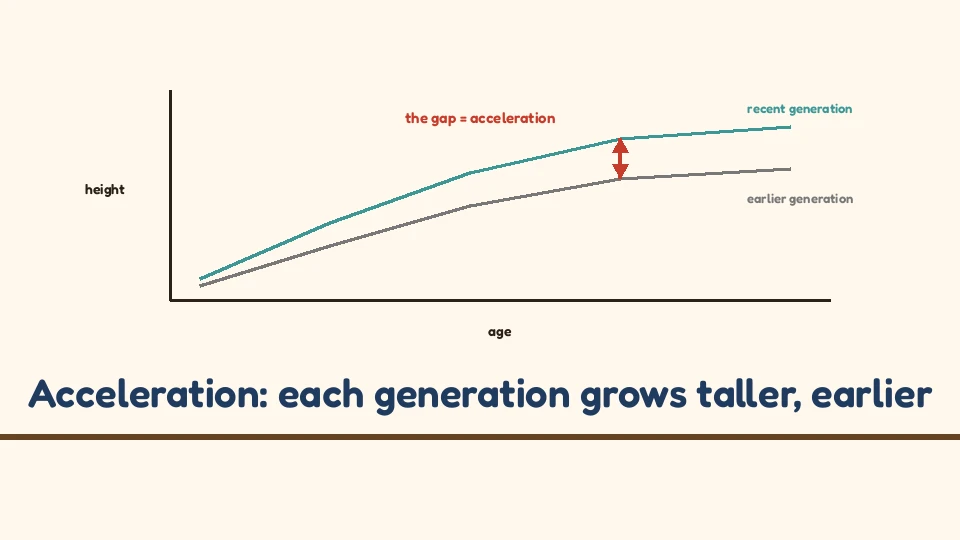 recent generation
the gap = acceleration
height
earlier generation
age
Acceleration: each generation grows taller, earlier